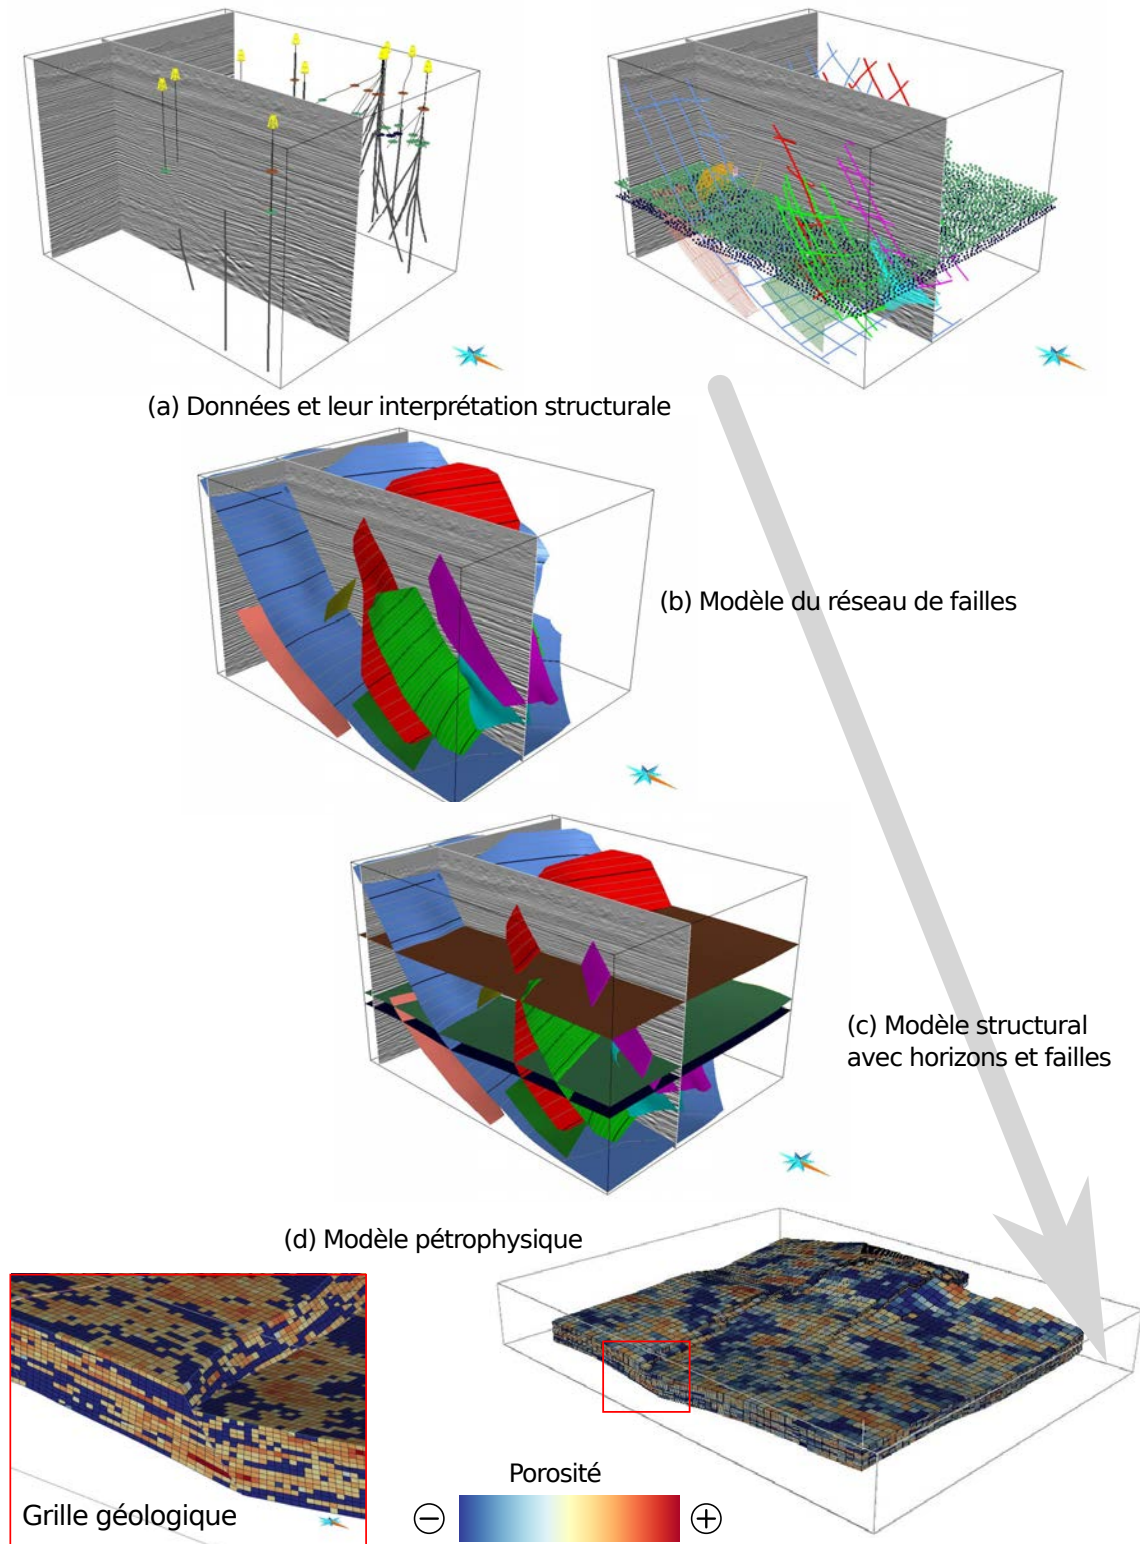 (a) Données et leur interprétation structurale
(b) Modèle du réseau de failles
(c) Modèle structural
avec horizons et failles
(d) Modèle pétrophysique
Grille géologique
Porosité
− +